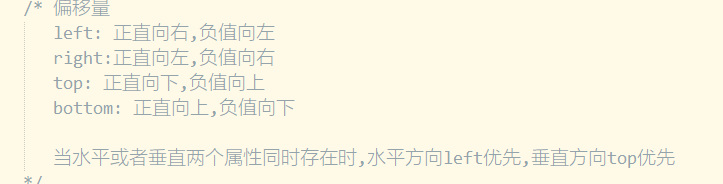 /* 偏移量
left: 正直向右,负值向左
right:正直向左,负值向右
top: 正直向下,负值向上
bottom: 正直向上,负值向下
当水平或者垂直两个属性同时存在时,水平方向left优先,垂直方向top优先
*/